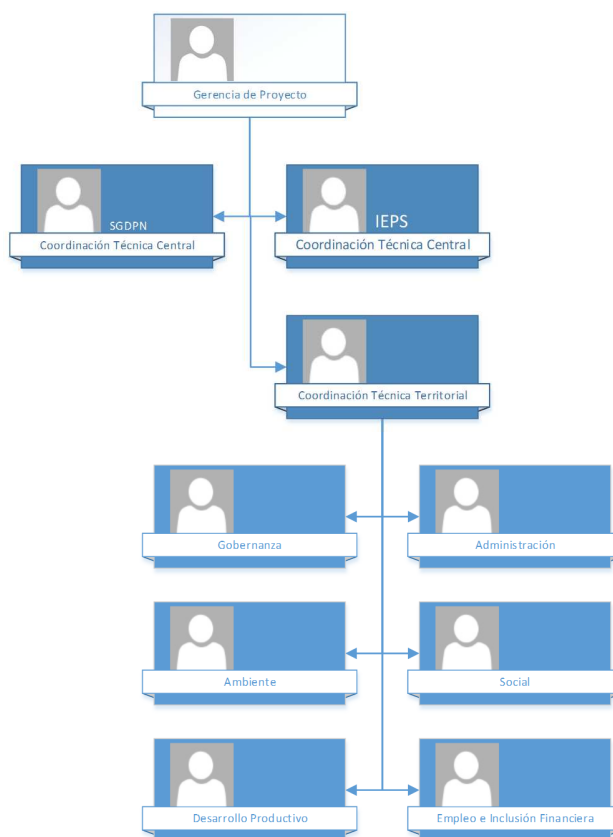 Gerencia de Proyecto
SGDPN
Coordinación Técnica Central
IEPS
Coordinación Técnica Central
Coordinación Técnica Territorial
Gobernanza
Administración
Ambiente
Social
Desarrollo Productivo
Empleo e Inclusión Financiera